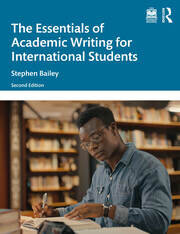 The Essentials of
Academic Writing for
International Students
Stephen Bailey
Second Edition